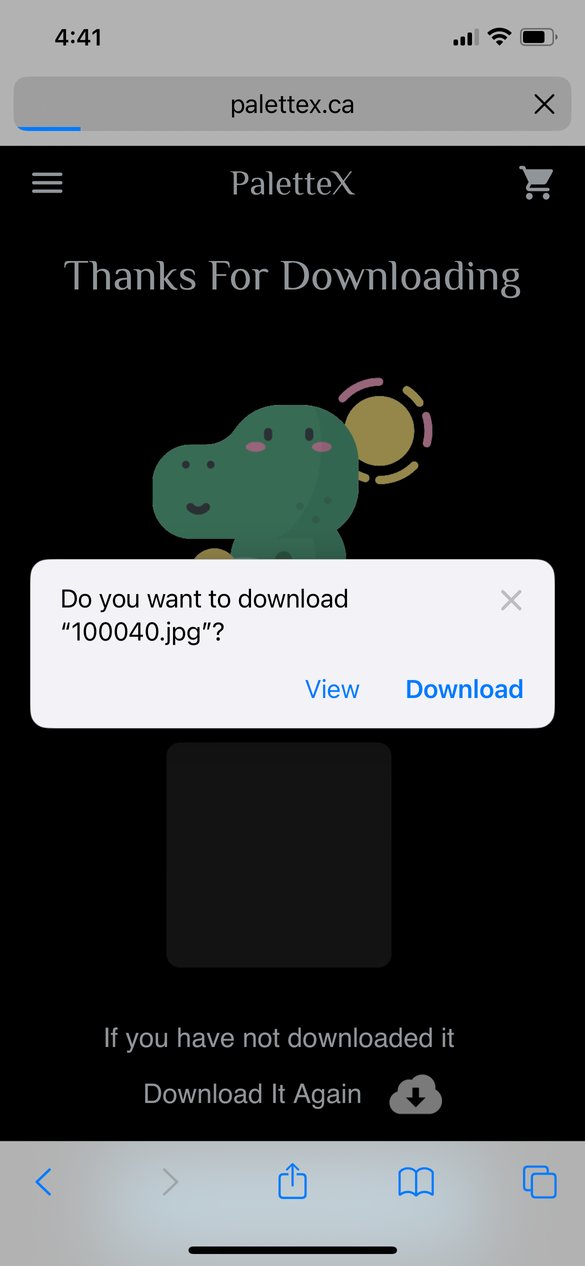 4:41
palettex.ca
PaletteX
Thanks For Downloading
Do you want to download
“100040.jpg”?
View Download
If you have not downloaded it
Download It Again